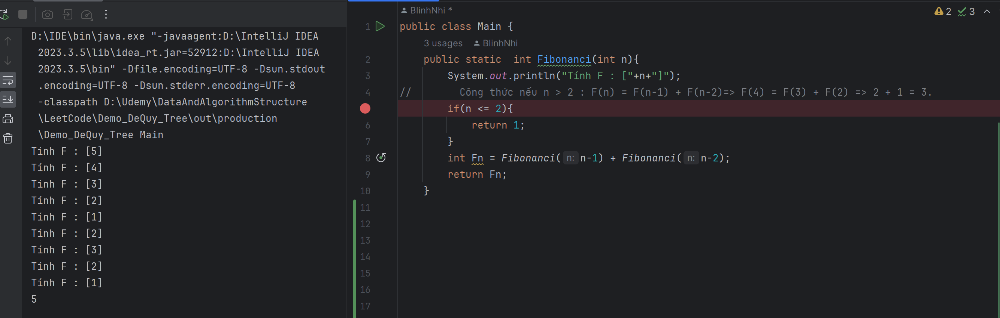 D:\IDE\bin\java.exe "-javaagent:D:\IntelliJ IDEA
2023.3.5\lib\idea_rt.jar=52912:D:\IntelliJ IDEA
2023.3.5\bin" -Dfile.encoding=UTF-8 -Dsun.stdout
.encoding=UTF-8 -Dsun.stderr.encoding=UTF-8
-classpath D:\Udemy\DataAndAlgorithmStructure
\LeetCode\Demo_DeQuy_Tree\out\production
\Demo_DeQuy_Tree Main
Tính F : [5]
Tính F : [4]
Tính F : [3]
Tính F : [2]
Tính F : [1]
Tính F : [2]
Tính F : [3]
Tính F : [2]
Tính F : [1]
5
BlinhNhi *
2 3
1 public class Main {
3 usages BlinhNhi
2 public static  int Fibonanci(int n){
3 System.out.println("Tính F : ["+n+"]");
4 // Công thức nếu n > 2 : F(n) = F(n-1) + F(n-2)=> F(4) = F(3) + F(2) => 2 + 1 = 3.
if(n <= 2){
6 return 1;
7 }
8 int Fn = Fibonanci( n: n-1) + Fibonanci( n: n-2);
9 return Fn;
10 }
11
12
13
14
15
16
17